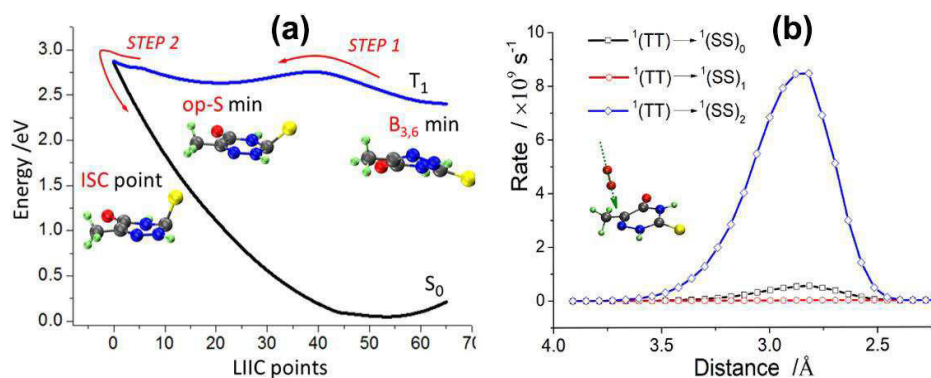 (a)
STEP 2
STEP 1
T₁
op-S min
B₃,₆ min
ISC point
S₀
Energy /eV
3.0
2.5
2.0
1.5
1.0
0.5
0.0
0 10 20 30 40 50 60 70
LIIC points
(b)
¹(TT) → ¹(SS)₀
¹(TT) → ¹(SS)₁
¹(TT) → ¹(SS)₂
Rate / ×10⁹ s⁻¹
10
8
6
4
2
0
4.0 3.5 3.0 2.5
Distance /Å